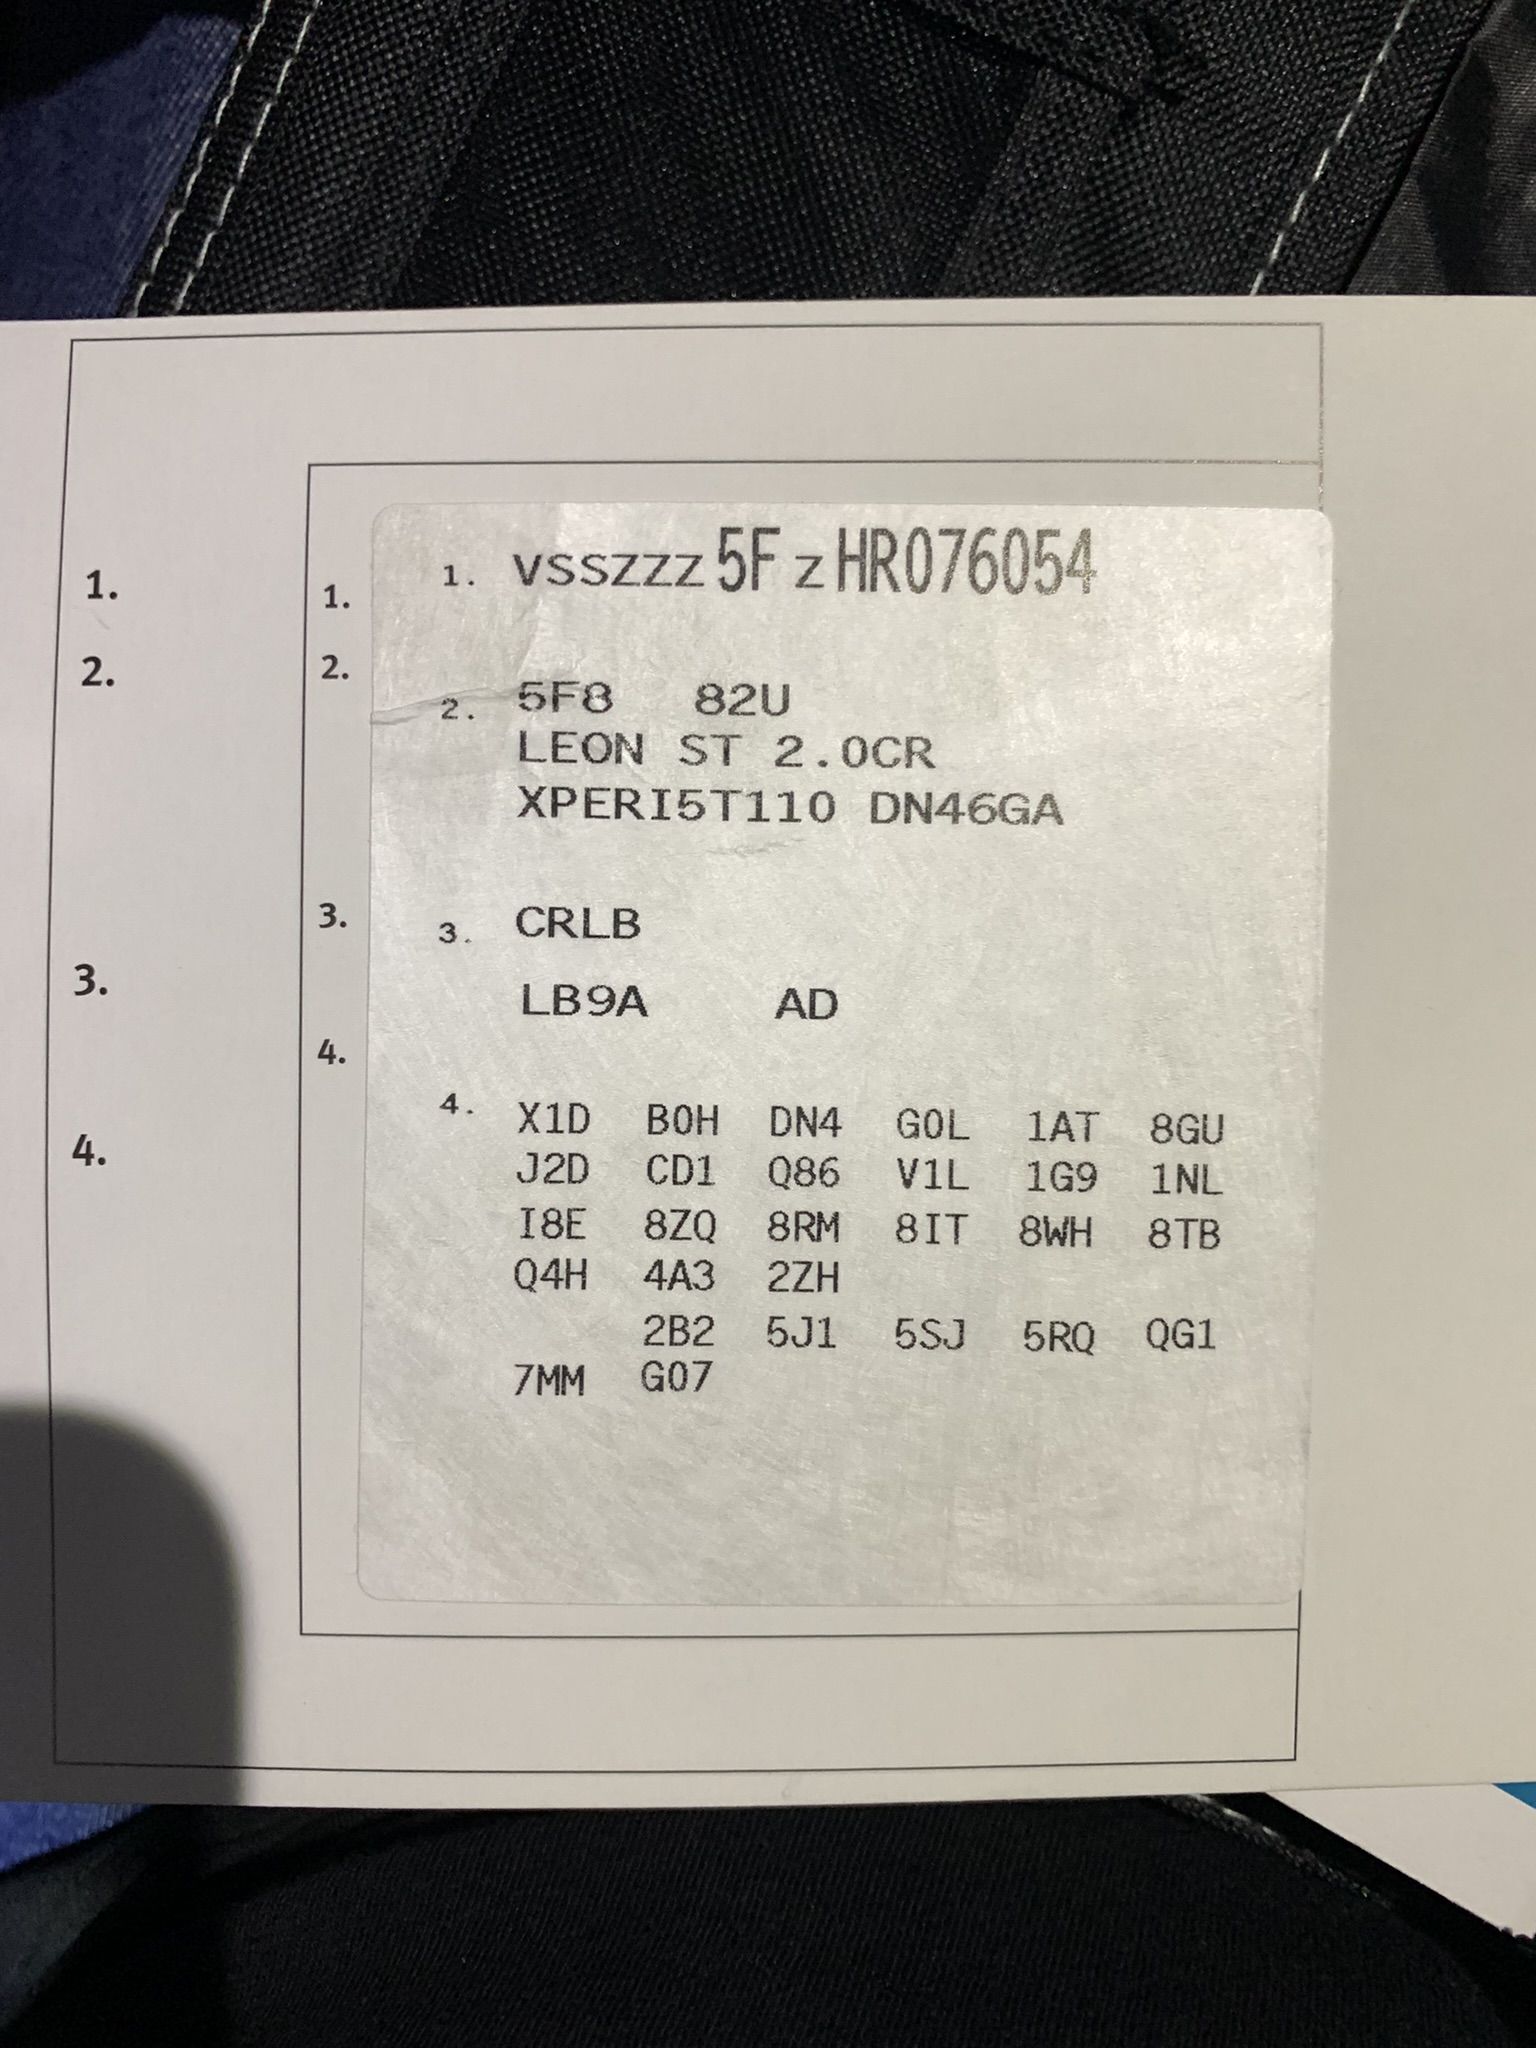 1.
2.
3.
4.
1.
2.
3.
4.
1. VSSZZZ5FZHR076054
2. 5F8 82U
LEON ST 2.0CR
XPERI5T110 DN46GA
3. CRLB
LB9A AD
4. X1D B0H DN4 G0L 1AT 8GU
J2D CD1 Q86 V1L 1G9 1NL
I8E 8ZQ 8RM 8IT 8WH 8TB
Q4H 4A3 2ZH
2B2 5J1 5SJ 5RQ QG1
7MM G07